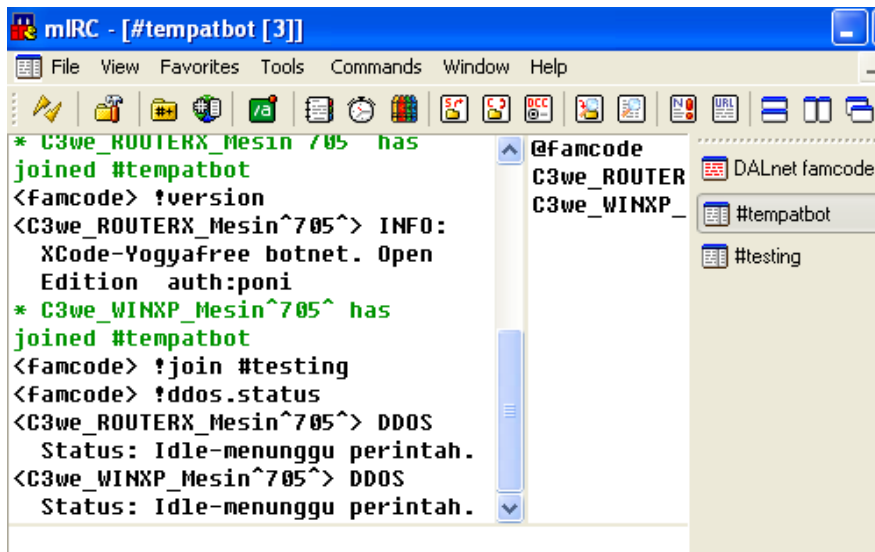 mIRC - [#tempatbot [3]]
File View Favorites Tools Commands Window Help
* C3we_ROUTERX_Mesin 705 has
joined #tempatbot
<famcode> !version
<C3we_ROUTERX_Mesin^705^> INFO:
XCode-Yogyafree botnet. Open
Edition auth:poni
* C3we_WINXP_Mesin^705^ has
joined #tempatbot
<famcode> !join #testing
<famcode> !ddos.status
<C3we_ROUTERX_Mesin^705^> DDOS
Status: Idle-menunggu perintah.
<C3we_WINXP_Mesin^705^> DDOS
Status: Idle-menunggu perintah.
@famcode
C3we_ROUTER
C3we_WINXP_
DALnet famcode
#tempatbot
#testing